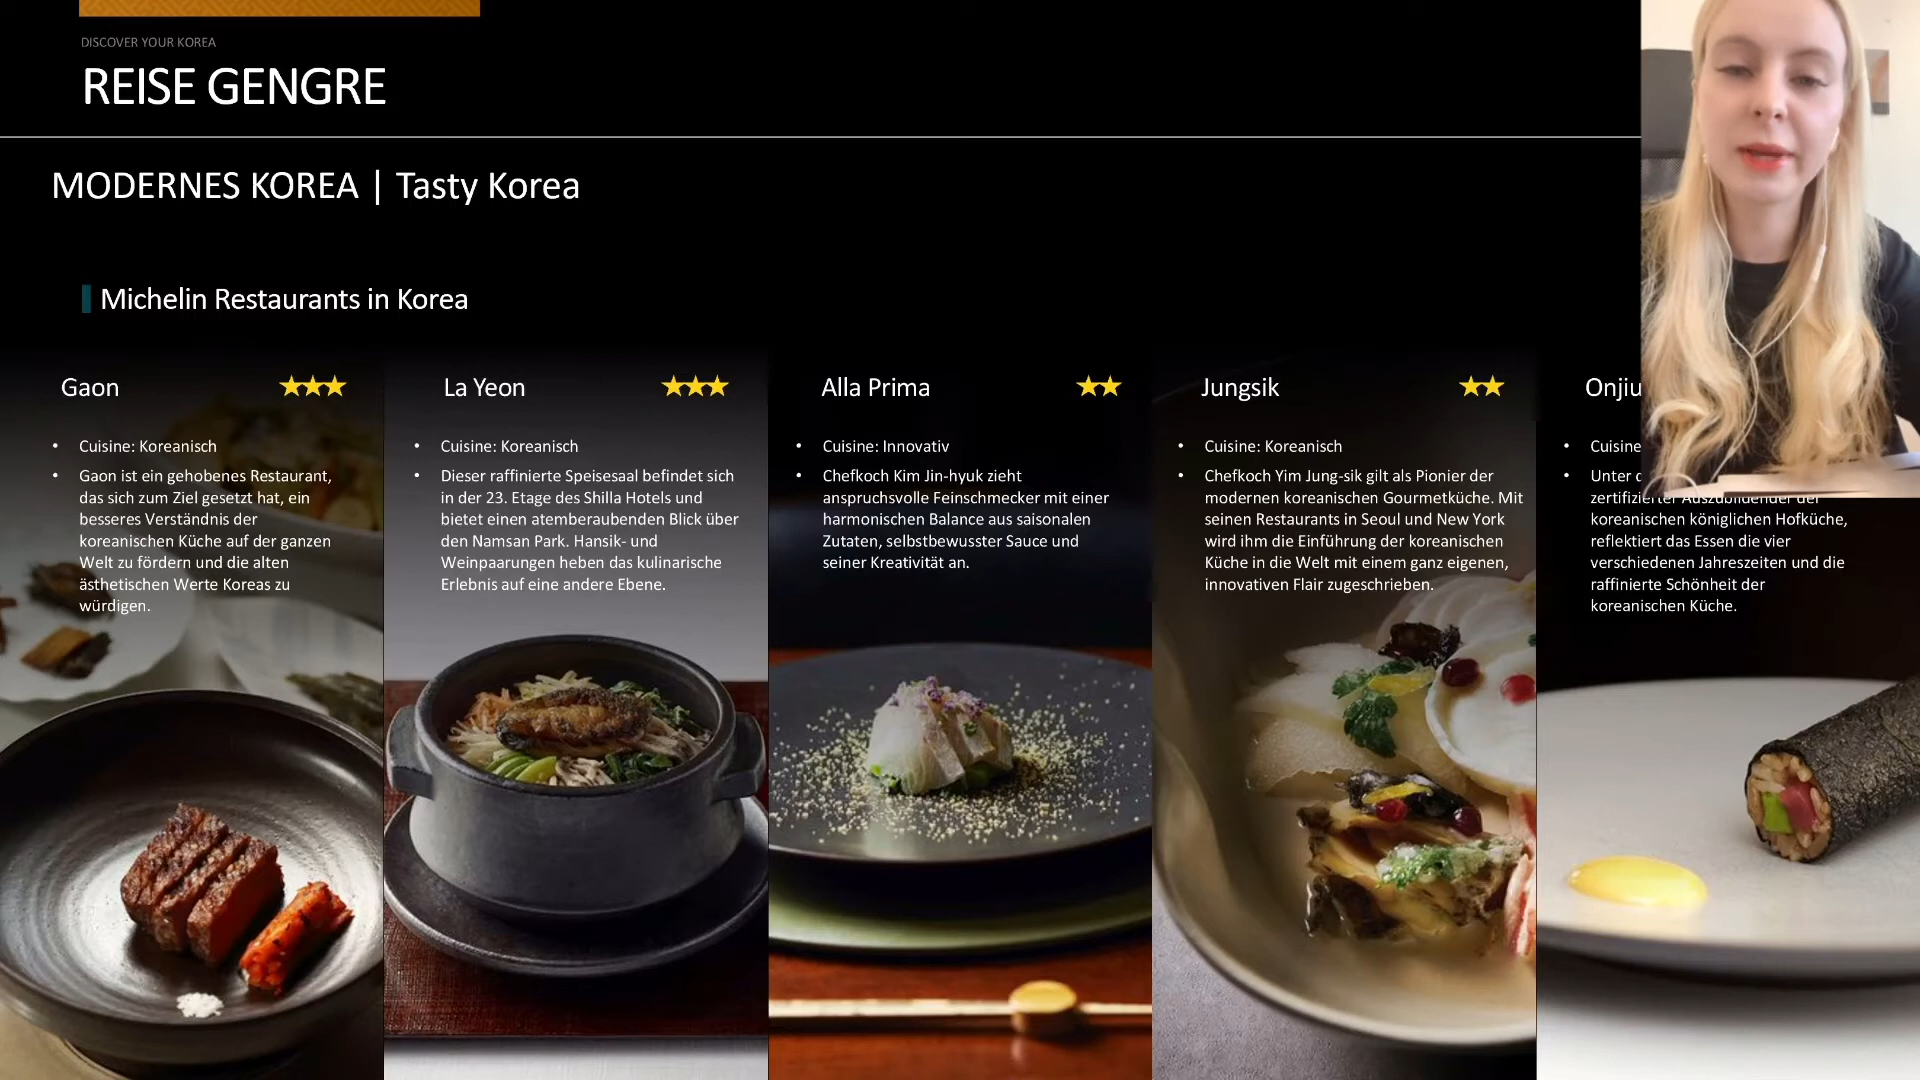 DISCOVER YOUR KOREA
REISE GENGRE
MODERNES KOREA | Tasty Korea
Michelin Restaurants in Korea
Gaon
• Cuisine: Koreanisch
• Gaon ist ein gehobenes Restaurant,
das sich zum Ziel gesetzt hat, ein
besseres Verständnis der
koreanischen Küche auf der ganzen
Welt zu fördern und die alten
ästhetischen Werte Koreas zu
würdigen.
La Yeon
• Cuisine: Koreanisch
• Dieser raffinierte Speisesaal befindet sich
in der 23. Etage des Shilla Hotels und
bietet einen atemberaubenden Blick über
den Namsan Park. Hansik- und
Weinpaarungen heben das kulinarische
Erlebnis auf eine andere Ebene.
Alla Prima
• Cuisine: Innovativ
• Chefkoch Kim Jin-hyuk zieht
anspruchsvolle Feinschmecker mit einer
harmonischen Balance aus saisonalen
Zutaten, selbstbewusster Sauce und
seiner Kreativität an.
Jungsik
• Cuisine: Koreanisch
• Chefkoch Yim Jung-sik gilt als Pionier der
modernen koreanischen Gourmetküche. Mit
seinen Restaurants in Seoul und New York
wird ihm die Einführung der koreanischen
Küche in die Welt mit einem ganz eigenen,
innovativen Flair zugeschrieben.
Onjiu
• Cuisine
• Unter
zertifizierter Auszubildender der
koreanischen königlichen Hofküche,
reflektiert das Essen die vier
verschiedenen Jahreszeiten und die
raffinierte Schönheit der
koreanischen Küche.